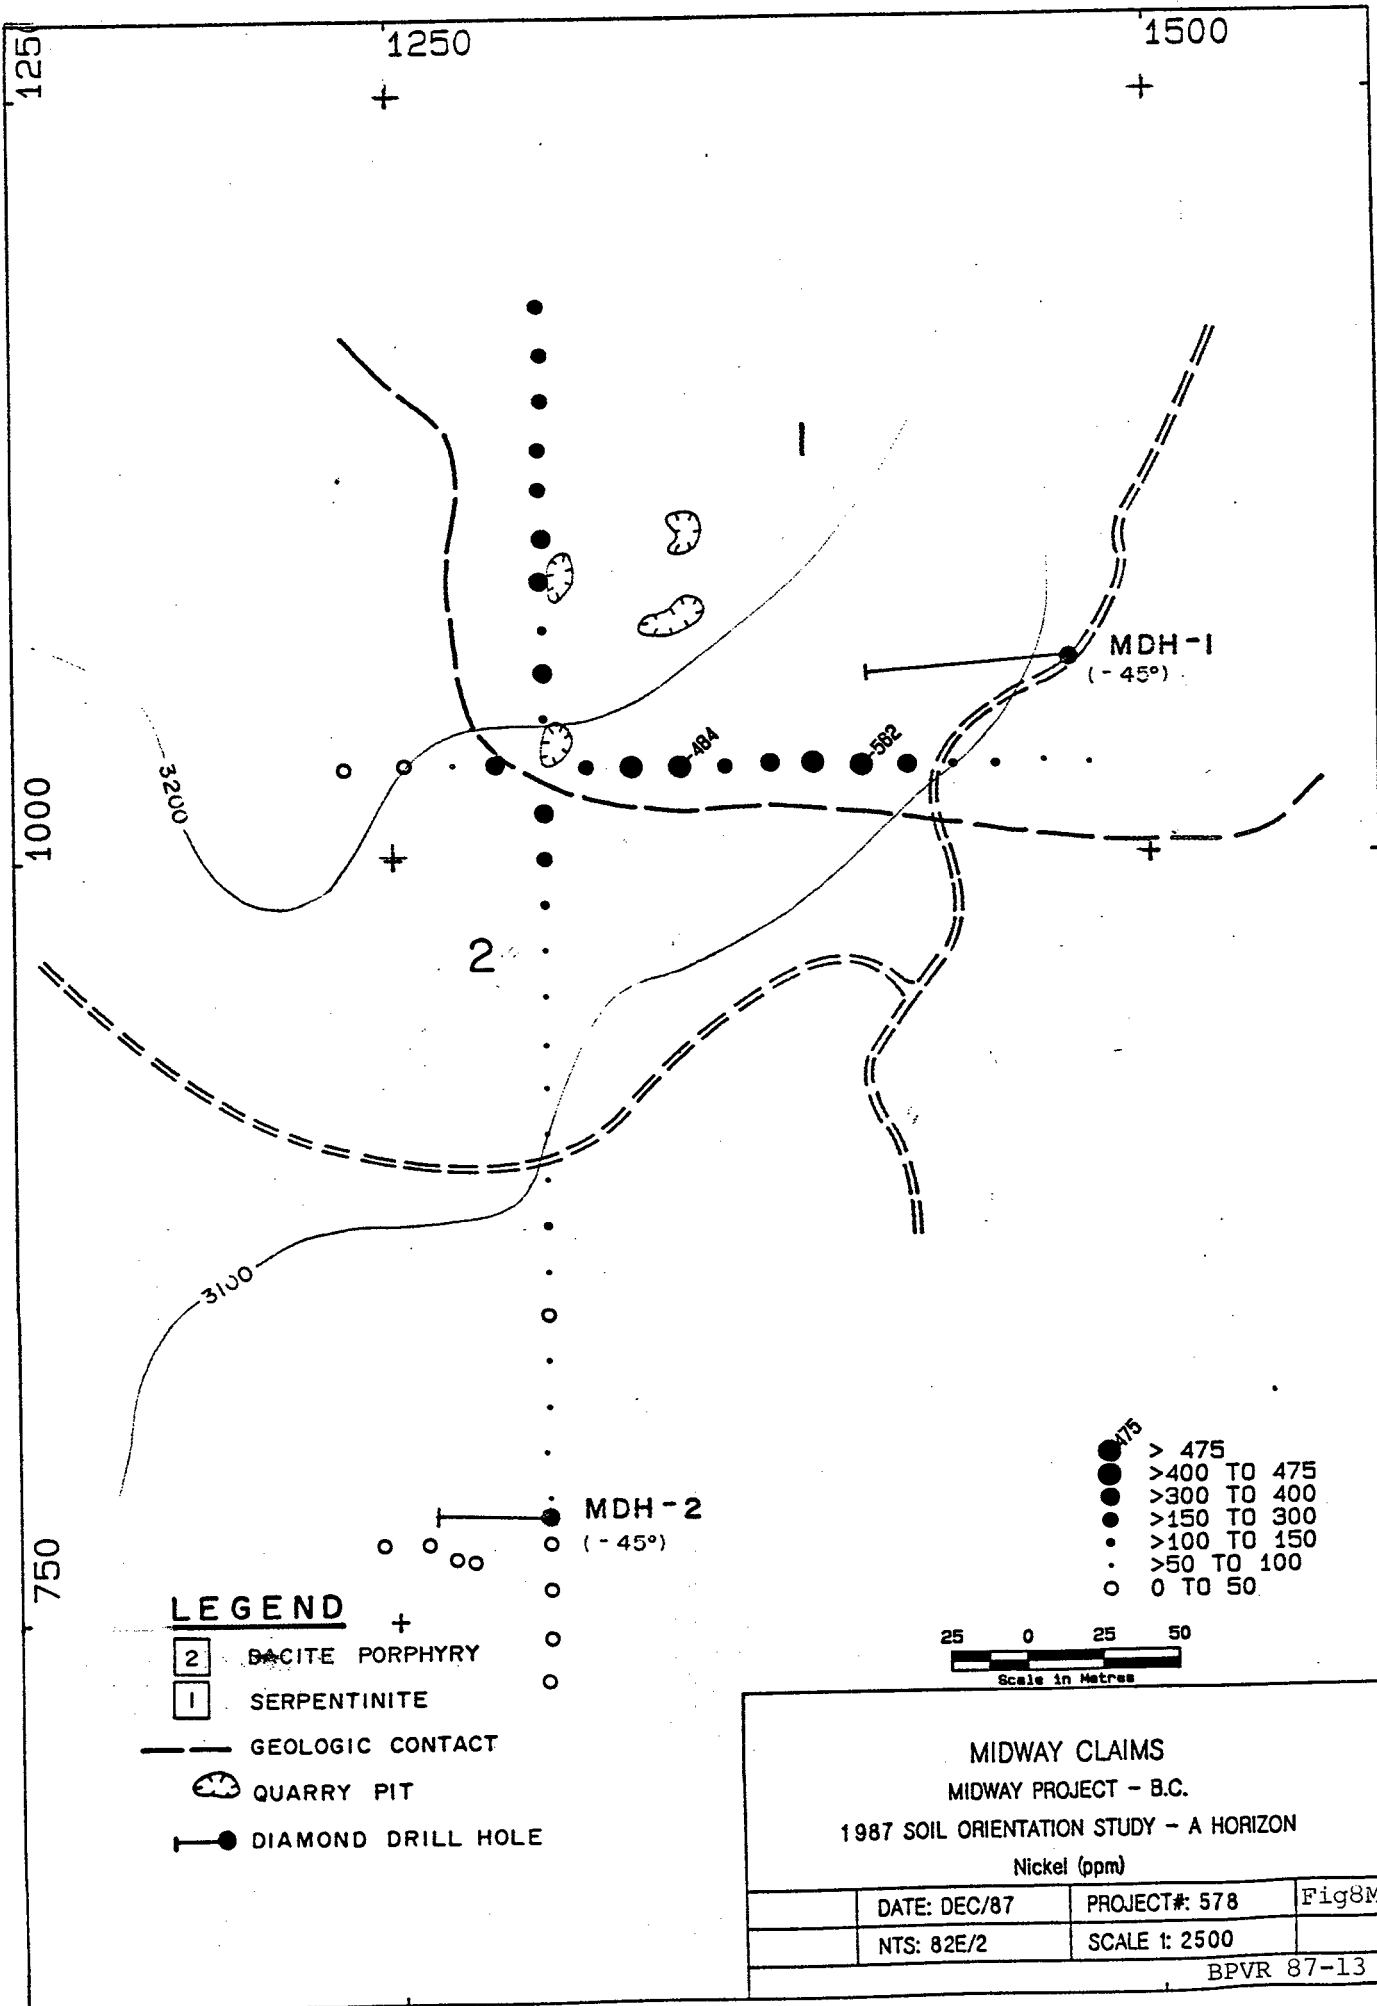 1250
1500
1250
1
MDH-1
(-45°)
-484
-582
3200
1000
2
3100
475
> 475
>400 TO 475
>300 TO 400
>150 TO 300
>100 TO 150
>50 TO 100
0 TO 50
MDH-2
(-45°)
750
LEGEND
2 DACITE PORPHYRY
1 SERPENTINITE
GEOLOGIC CONTACT
QUARRY PIT
DIAMOND DRILL HOLE
25 0 25 50
Scale in Metres
MIDWAY CLAIMS
MIDWAY PROJECT - B.C.
1987 SOIL ORIENTATION STUDY - A HORIZON
Nickel (ppm)
DATE: DEC/87 PROJECT#: 578 Fig8M
NTS: 82E/2 SCALE 1: 2500
BPVR 87-13